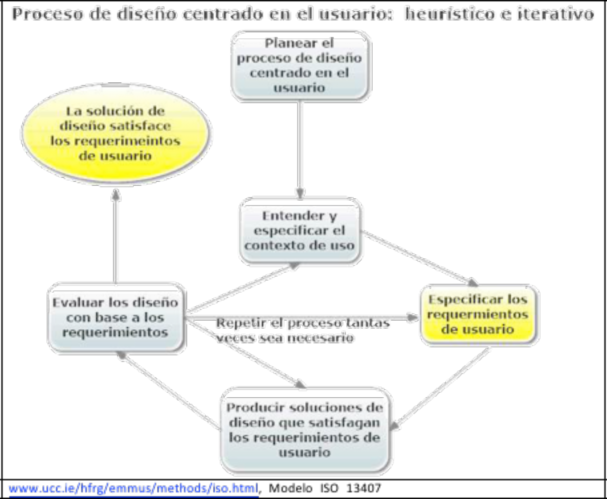 Proceso de diseño centrado en el usuario: heurístico e iterativo
Planear el
proceso de diseño
centrado en el
usuario
La solución de
diseño satisface
los requerimeintos
de usuario
Entender y
especificar el
contexto de uso
Evaluar los diseño
con base a los
requerimientos
Especificar los
requermientos
de usuario
Repetir el proceso tantas
veces sea necesario
Producir soluciones de
diseño que satisfagan
los requerimientos de
usuario
www.ucc.ie/hfrg/emmus/methods/iso.html, Modelo ISO 13407